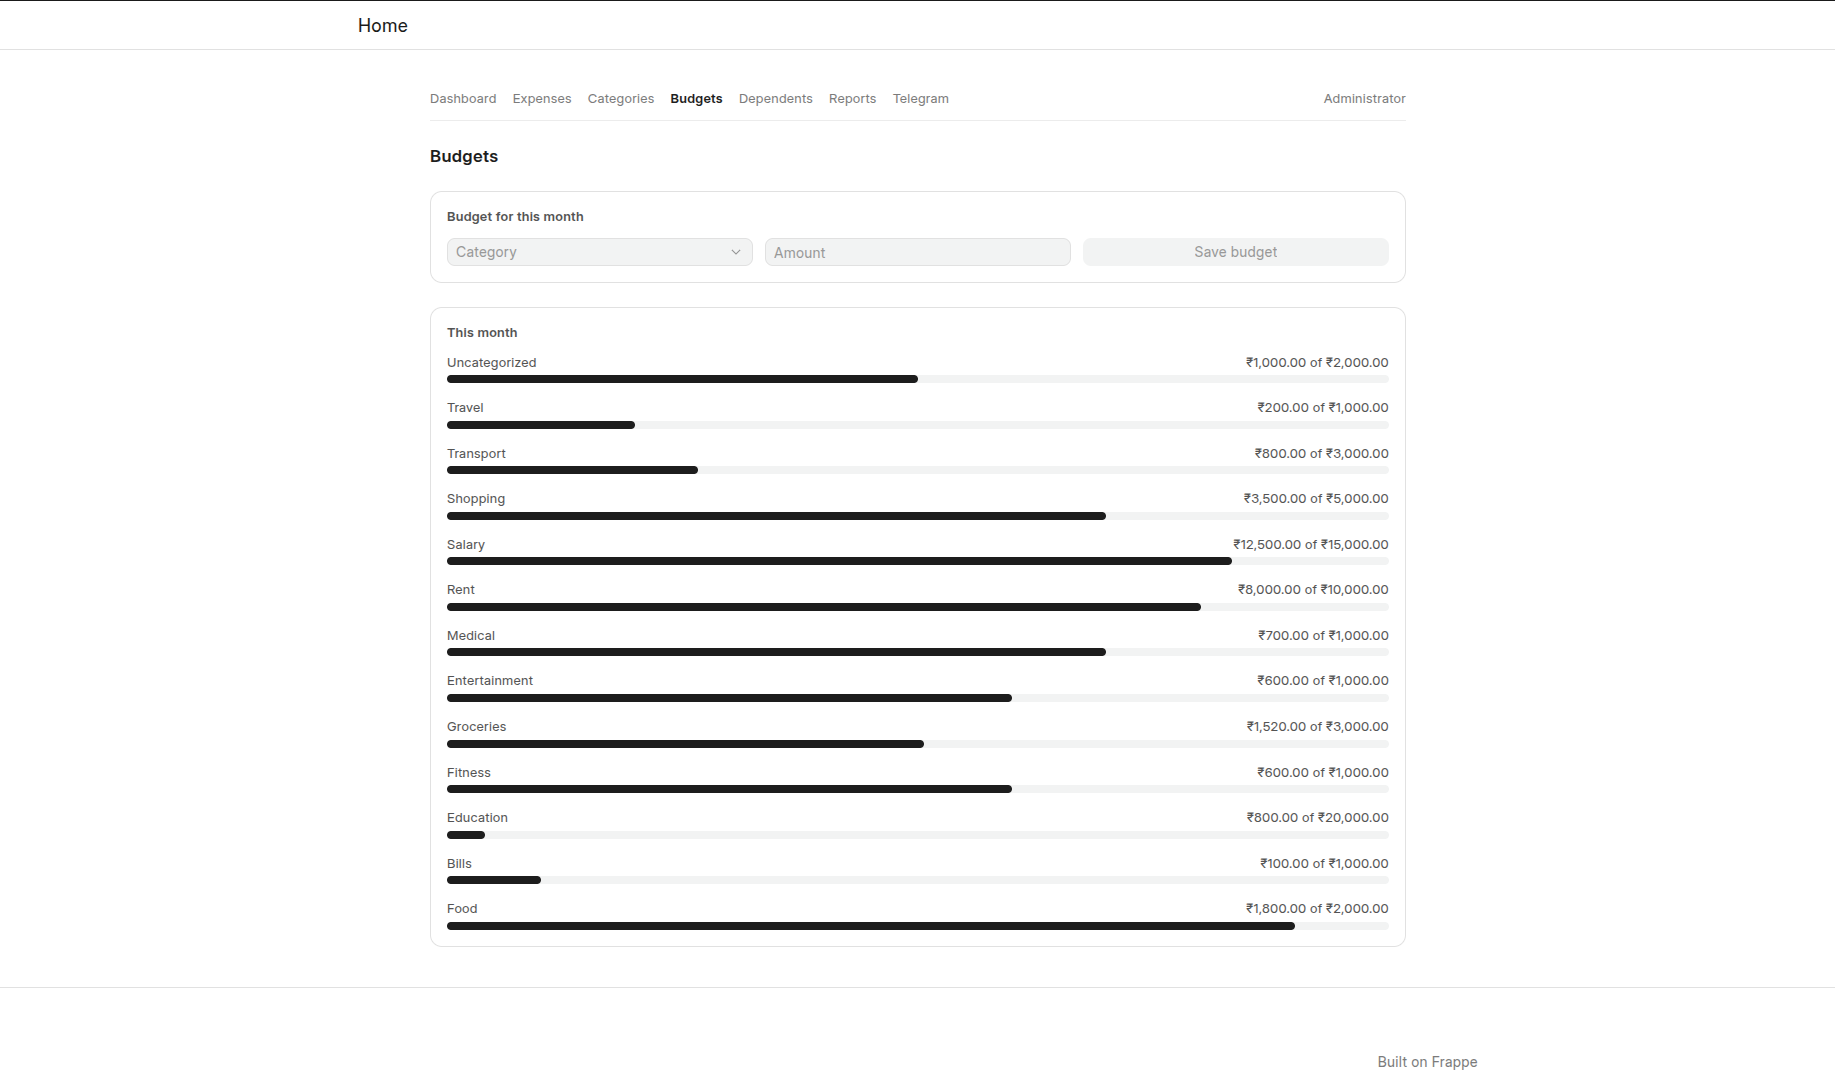 Home
Dashboard Expenses Categories Budgets Dependents Reports Telegram Administrator
Budgets
Budget for this month
Category Amount Save budget
This month
Uncategorized ₹1,000.00 of ₹2,000.00
Travel ₹200.00 of ₹1,000.00
Transport ₹800.00 of ₹3,000.00
Shopping ₹3,500.00 of ₹5,000.00
Salary ₹12,500.00 of ₹15,000.00
Rent ₹8,000.00 of ₹10,000.00
Medical ₹700.00 of ₹1,000.00
Entertainment ₹600.00 of ₹1,000.00
Groceries ₹1,520.00 of ₹3,000.00
Fitness ₹600.00 of ₹1,000.00
Education ₹800.00 of ₹20,000.00
Bills ₹100.00 of ₹1,000.00
Food ₹1,800.00 of ₹2,000.00
Built on Frappe